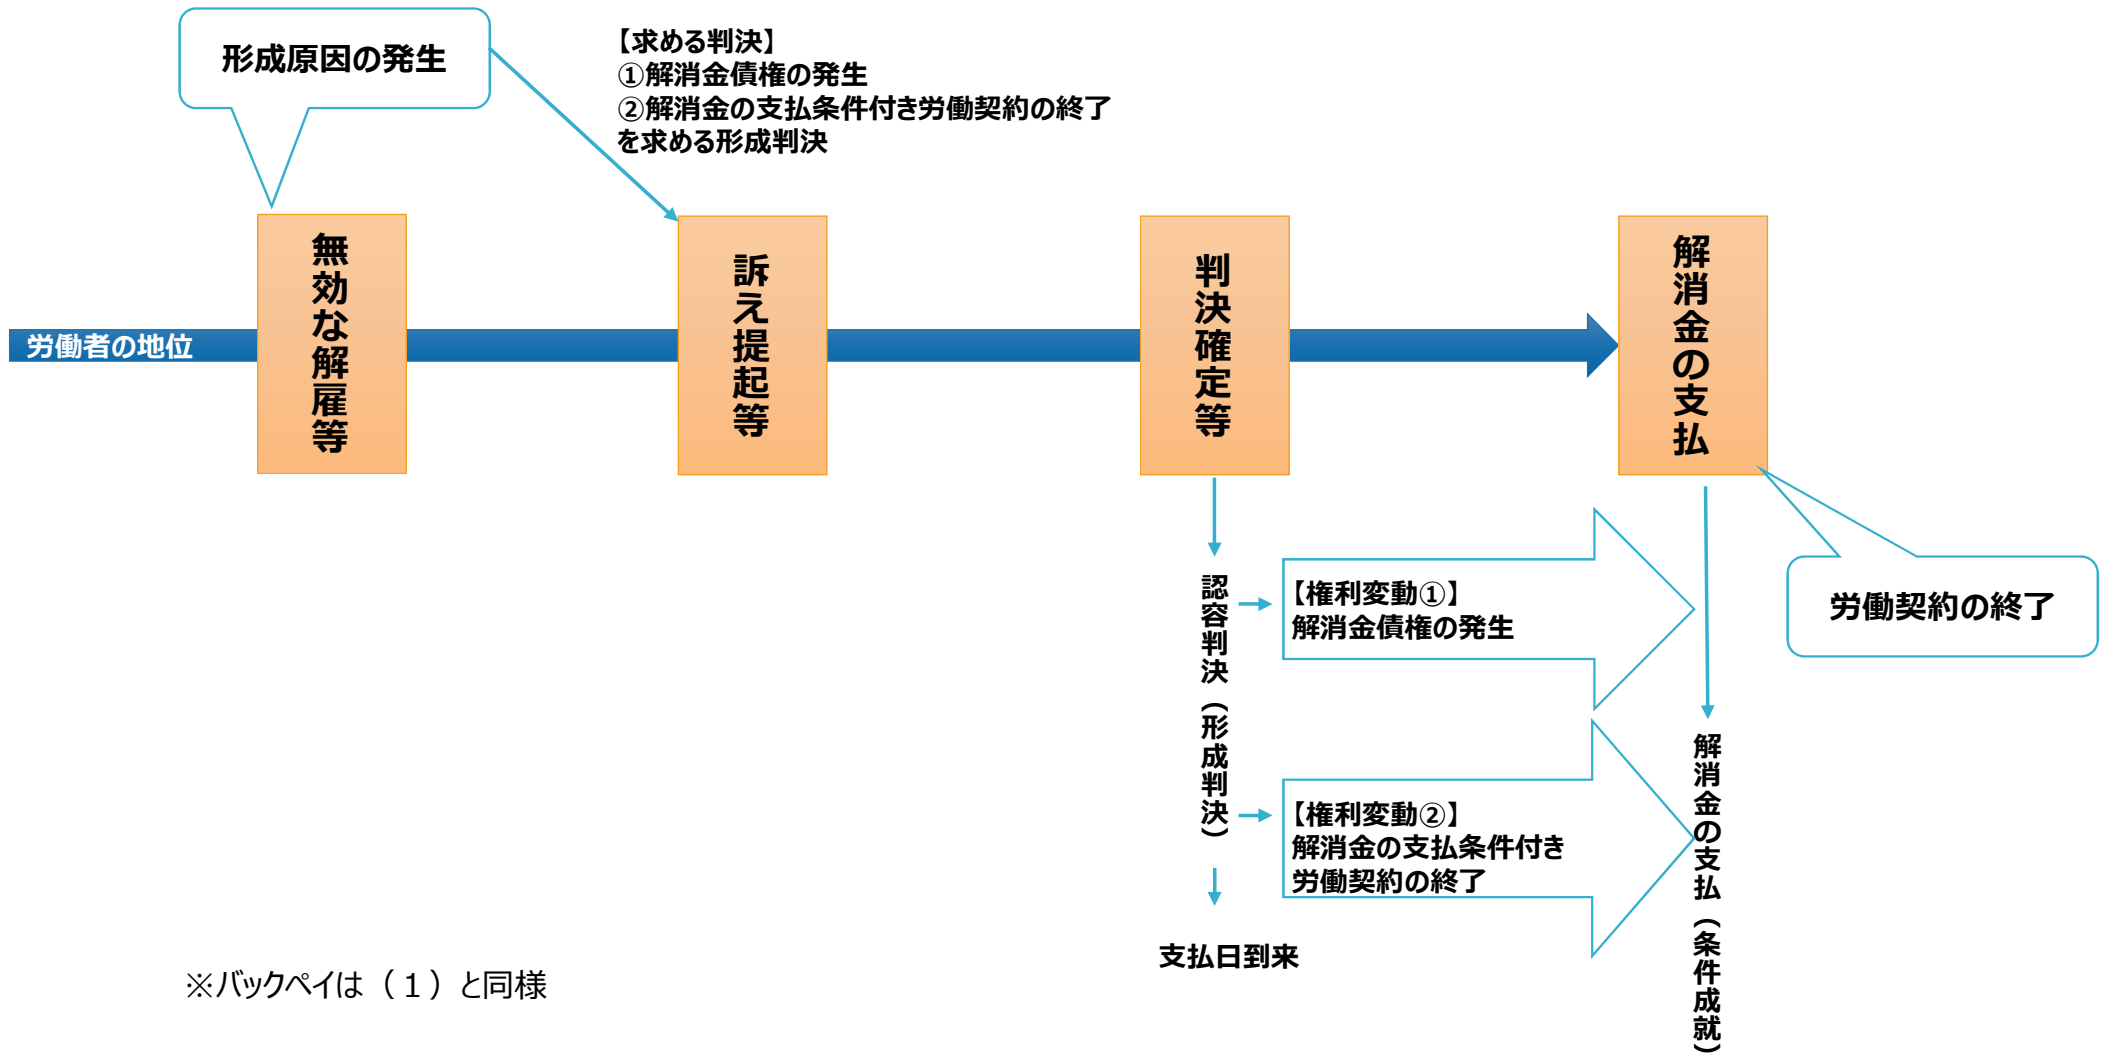 形成原因の発生
【求める判決】
①解消金債権の発生
②解消金の支払条件付き労働契約の終了
を求める形成判決
労働者の地位
無効な解雇等
訴え提起等
判決確定等
解消金の支払
認容判決（形成判決）
【権利変動①】
解消金債権の発生
【権利変動②】
解消金の支払条件付き
労働契約の終了
支払日到来
労働契約の終了
解消金の支払（条件成就）
※バックペイは（１）と同様